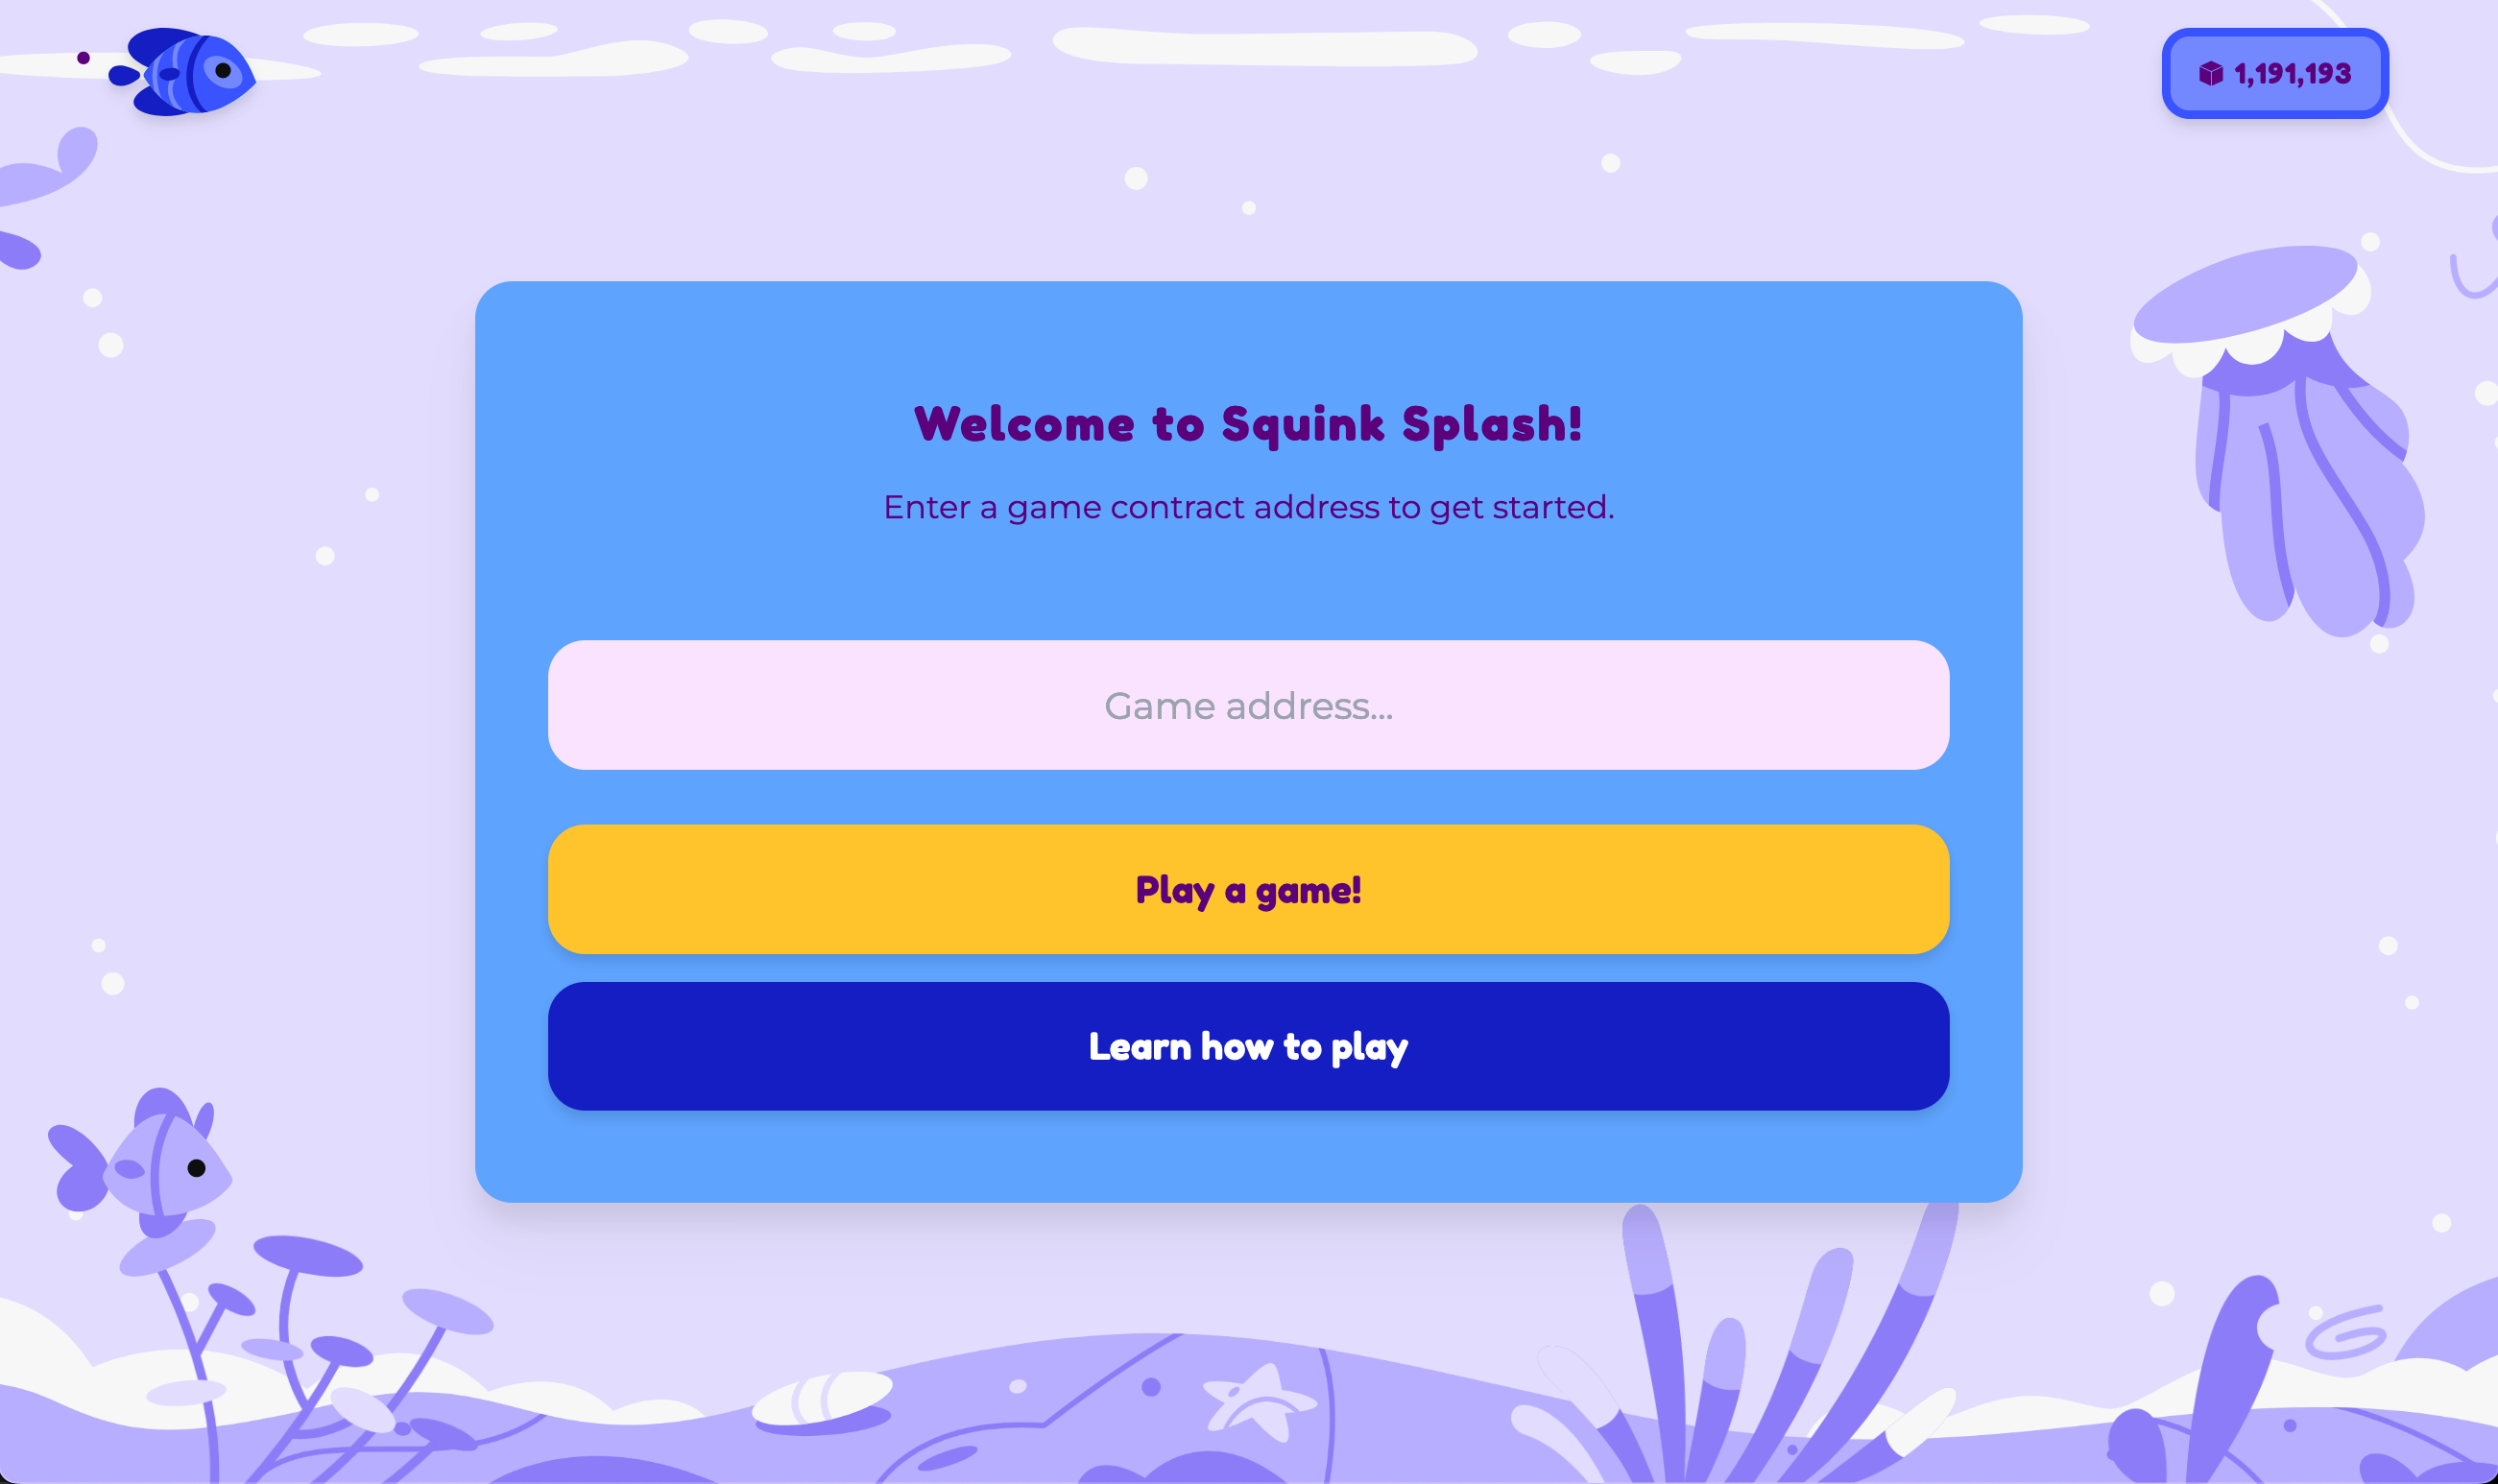 1,191,193
Welcome to Squink Splash!
Enter a game contract address to get started.
Game address...
Play a game!
Learn how to play